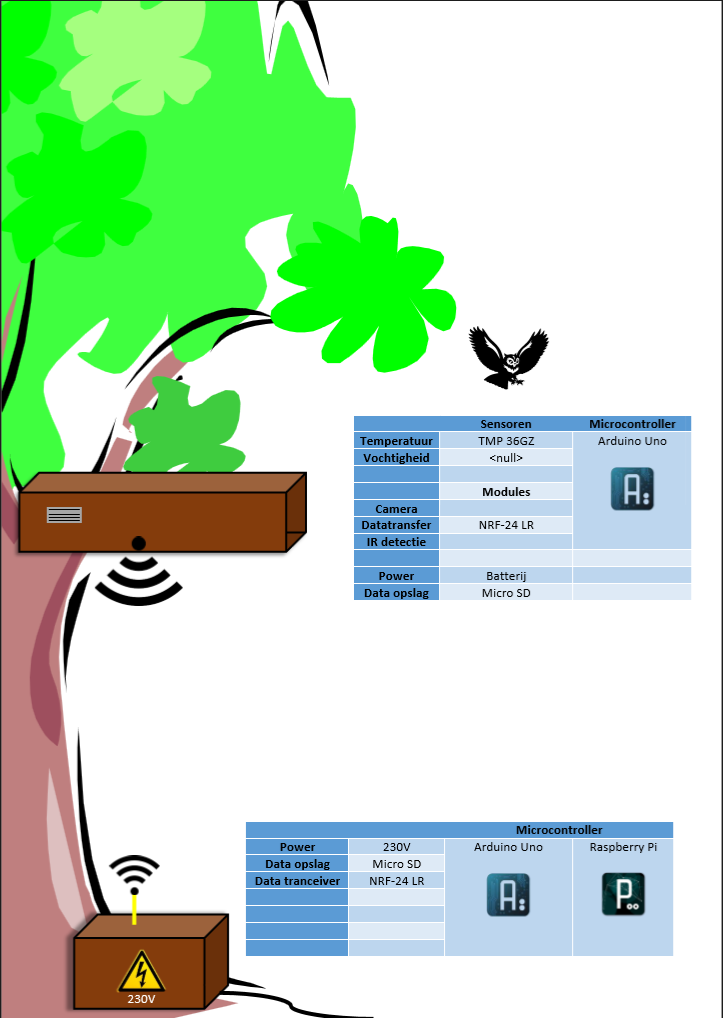 Sensoren Microcontroller
Temperatuur TMP 36GZ Arduino Uno
Vochtigheid <null>
A:
Modules
Camera
Datatransfer NRF-24 LR
IR detectie
Power Batterij
Data opslag Micro SD
Microcontroller
Power 230V Arduino Uno Raspberry Pi
Data opslag Micro SD
Data tranceiver NRF-24 LR
A: P
230V